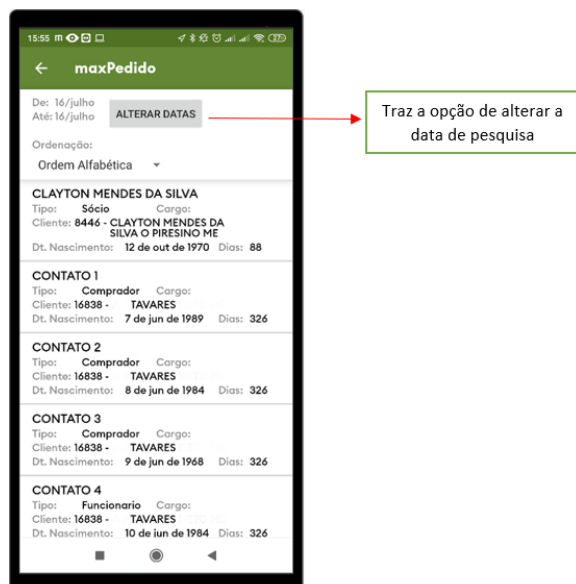 15:55
maxPedido
De: 16/julho
Até: 16/julho
ALTERAR DATAS
Traz a opção de alterar a
data de pesquisa
Ordenação:
Ordem Alfabética
CLAYTON MENDES DA SILVA
Tipo: Sócio Cargo:
Cliente: 8446 - CLAYTON MENDES DA
SILVA O PIRESINO ME
Dt. Nascimento: 12 de out de 1970 Dias: 88
CONTATO 1
Tipo: Comprador Cargo:
Cliente: 16838 - TAVARES
Dt. Nascimento: 7 de jun de 1989 Dias: 326
CONTATO 2
Tipo: Comprador Cargo:
Cliente: 16838 - TAVARES
Dt. Nascimento: 8 de jun de 1984 Dias: 326
CONTATO 3
Tipo: Comprador Cargo:
Cliente: 16838 - TAVARES
Dt. Nascimento: 9 de jun de 1968 Dias: 326
CONTATO 4
Tipo: Funcionario Cargo:
Cliente: 16838 - TAVARES
Dt. Nascimento: 10 de jun de 1984 Dias: 326